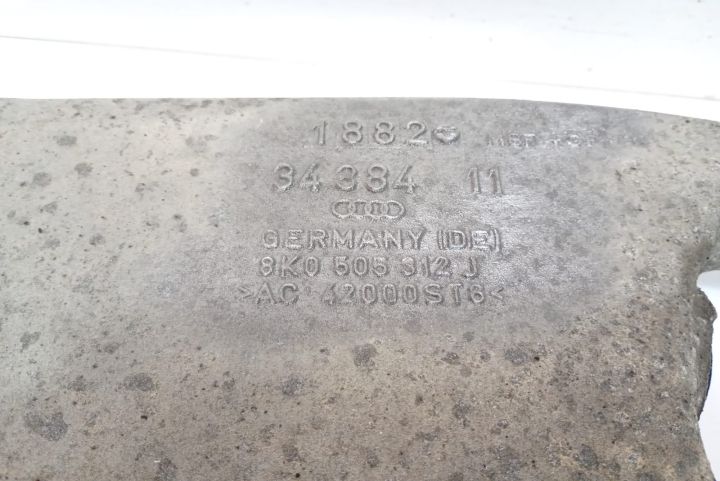 1882
34384 11
GERMANY (DE)
8K0 505 312 J
>AC 42000ST6<